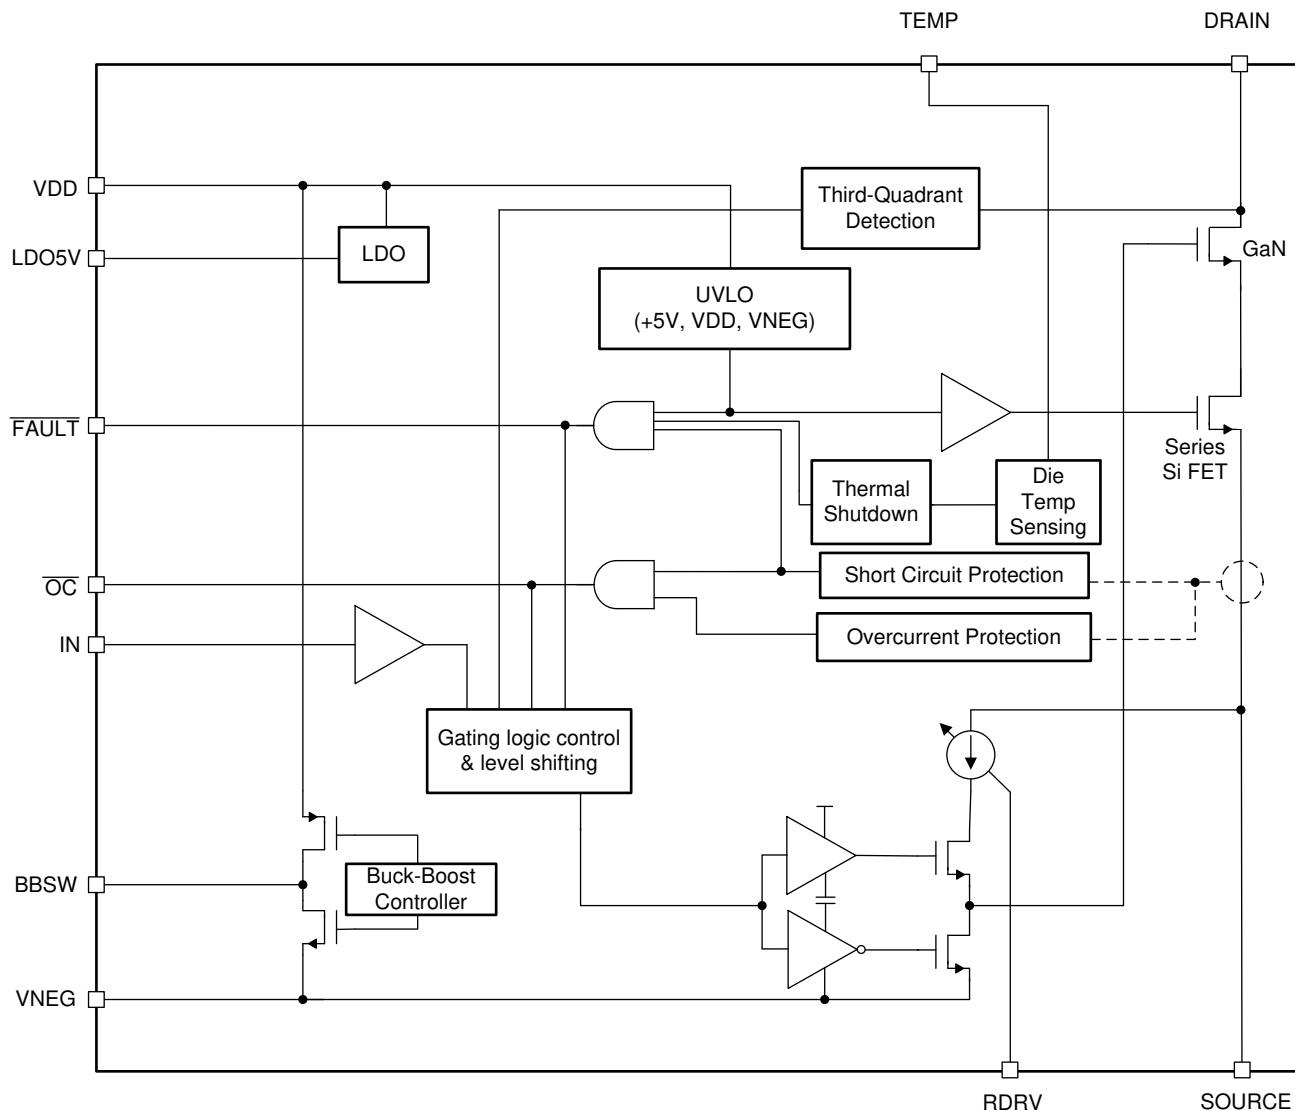 TEMP
DRAIN
VDD
Third-Quadrant
Detection
LDO5V
LDO
GaN
UVLO
(+5V, VDD, VNEG)
FAULT
Series
Si FET
Thermal
Shutdown
Die
Temp
Sensing
OC
Short Circuit Protection
IN
Overcurrent Protection
Gating logic control
& level shifting
BBSW
Buck-Boost
Controller
VNEG
RDRV
SOURCE